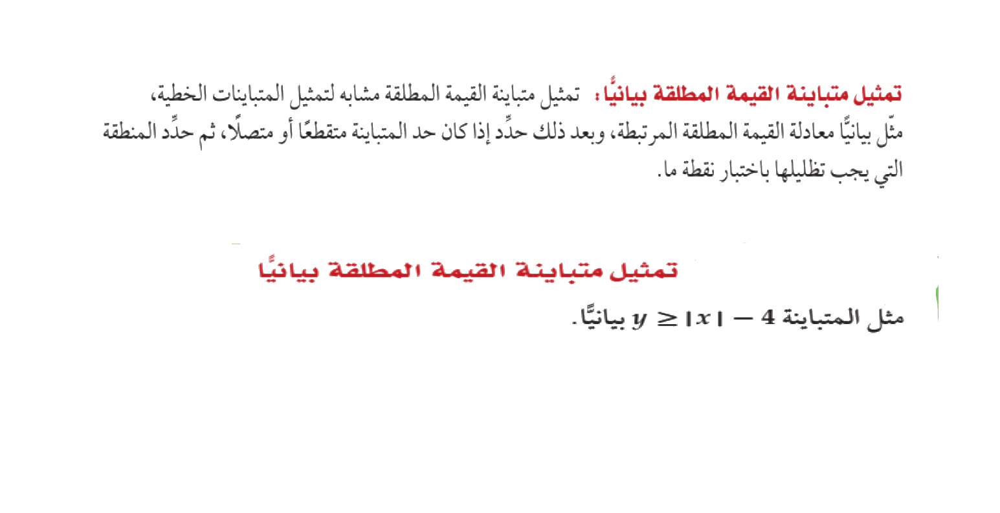 تمثيل متباينة القيمة المطلقة بيانيًّا: تمثيل متباينة القيمة المطلقة مشابه لتمثيل المتباينات الخطية،
مثّل بيانيًّا معادلة القيمة المطلقة المرتبطة، وبعد ذلك حدِّد إذا كان حد المتباينة متقطعًا أو متصلًا، ثم حدِّد المنطقة
التي يجب تظليلها باختبار نقطة ما.
تمثيل متباينة القيمة المطلقة بيانيًّا
مثل المتباينة y ≥ |x| − 4 بيانيًّا.